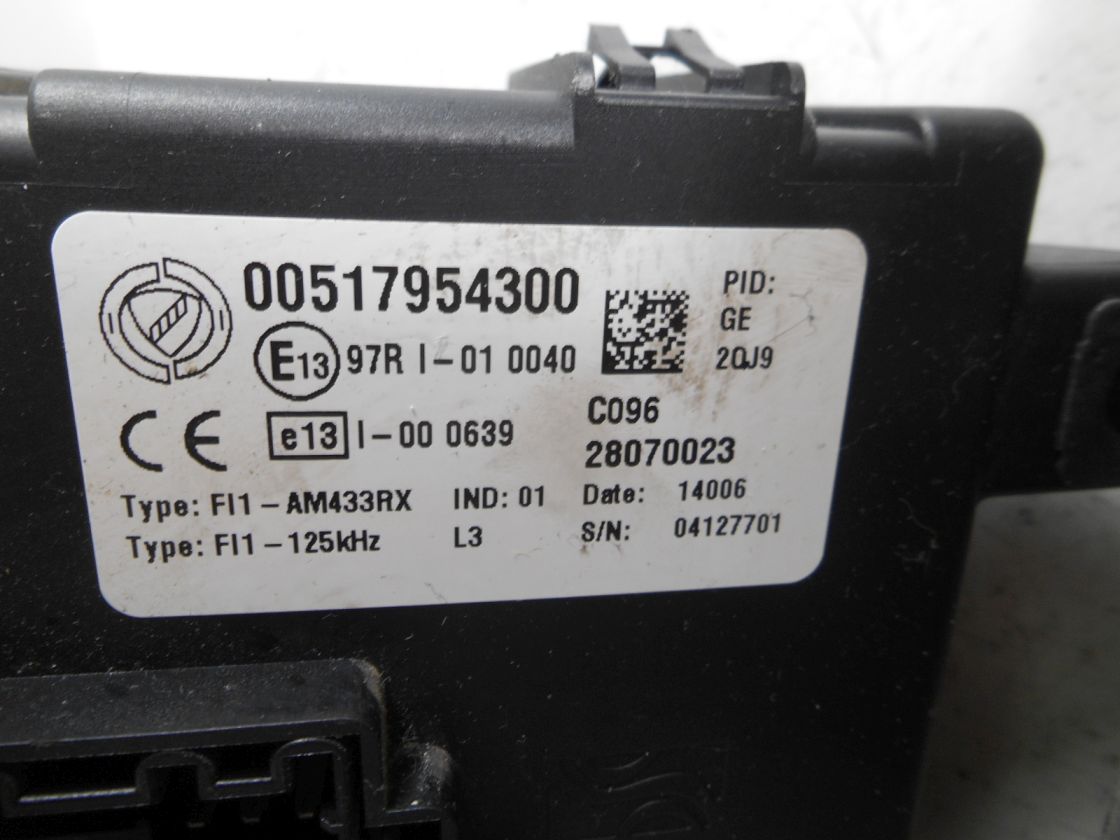 00517954300
PID:
GE
2QJ9
E13 97R I-01 0040
CE e13 I-00 0639
C096
28070023
Type: FI1-AM433RX IND: 01 Date: 14006
Type: FI1-125kHz L3 S/N: 04127701